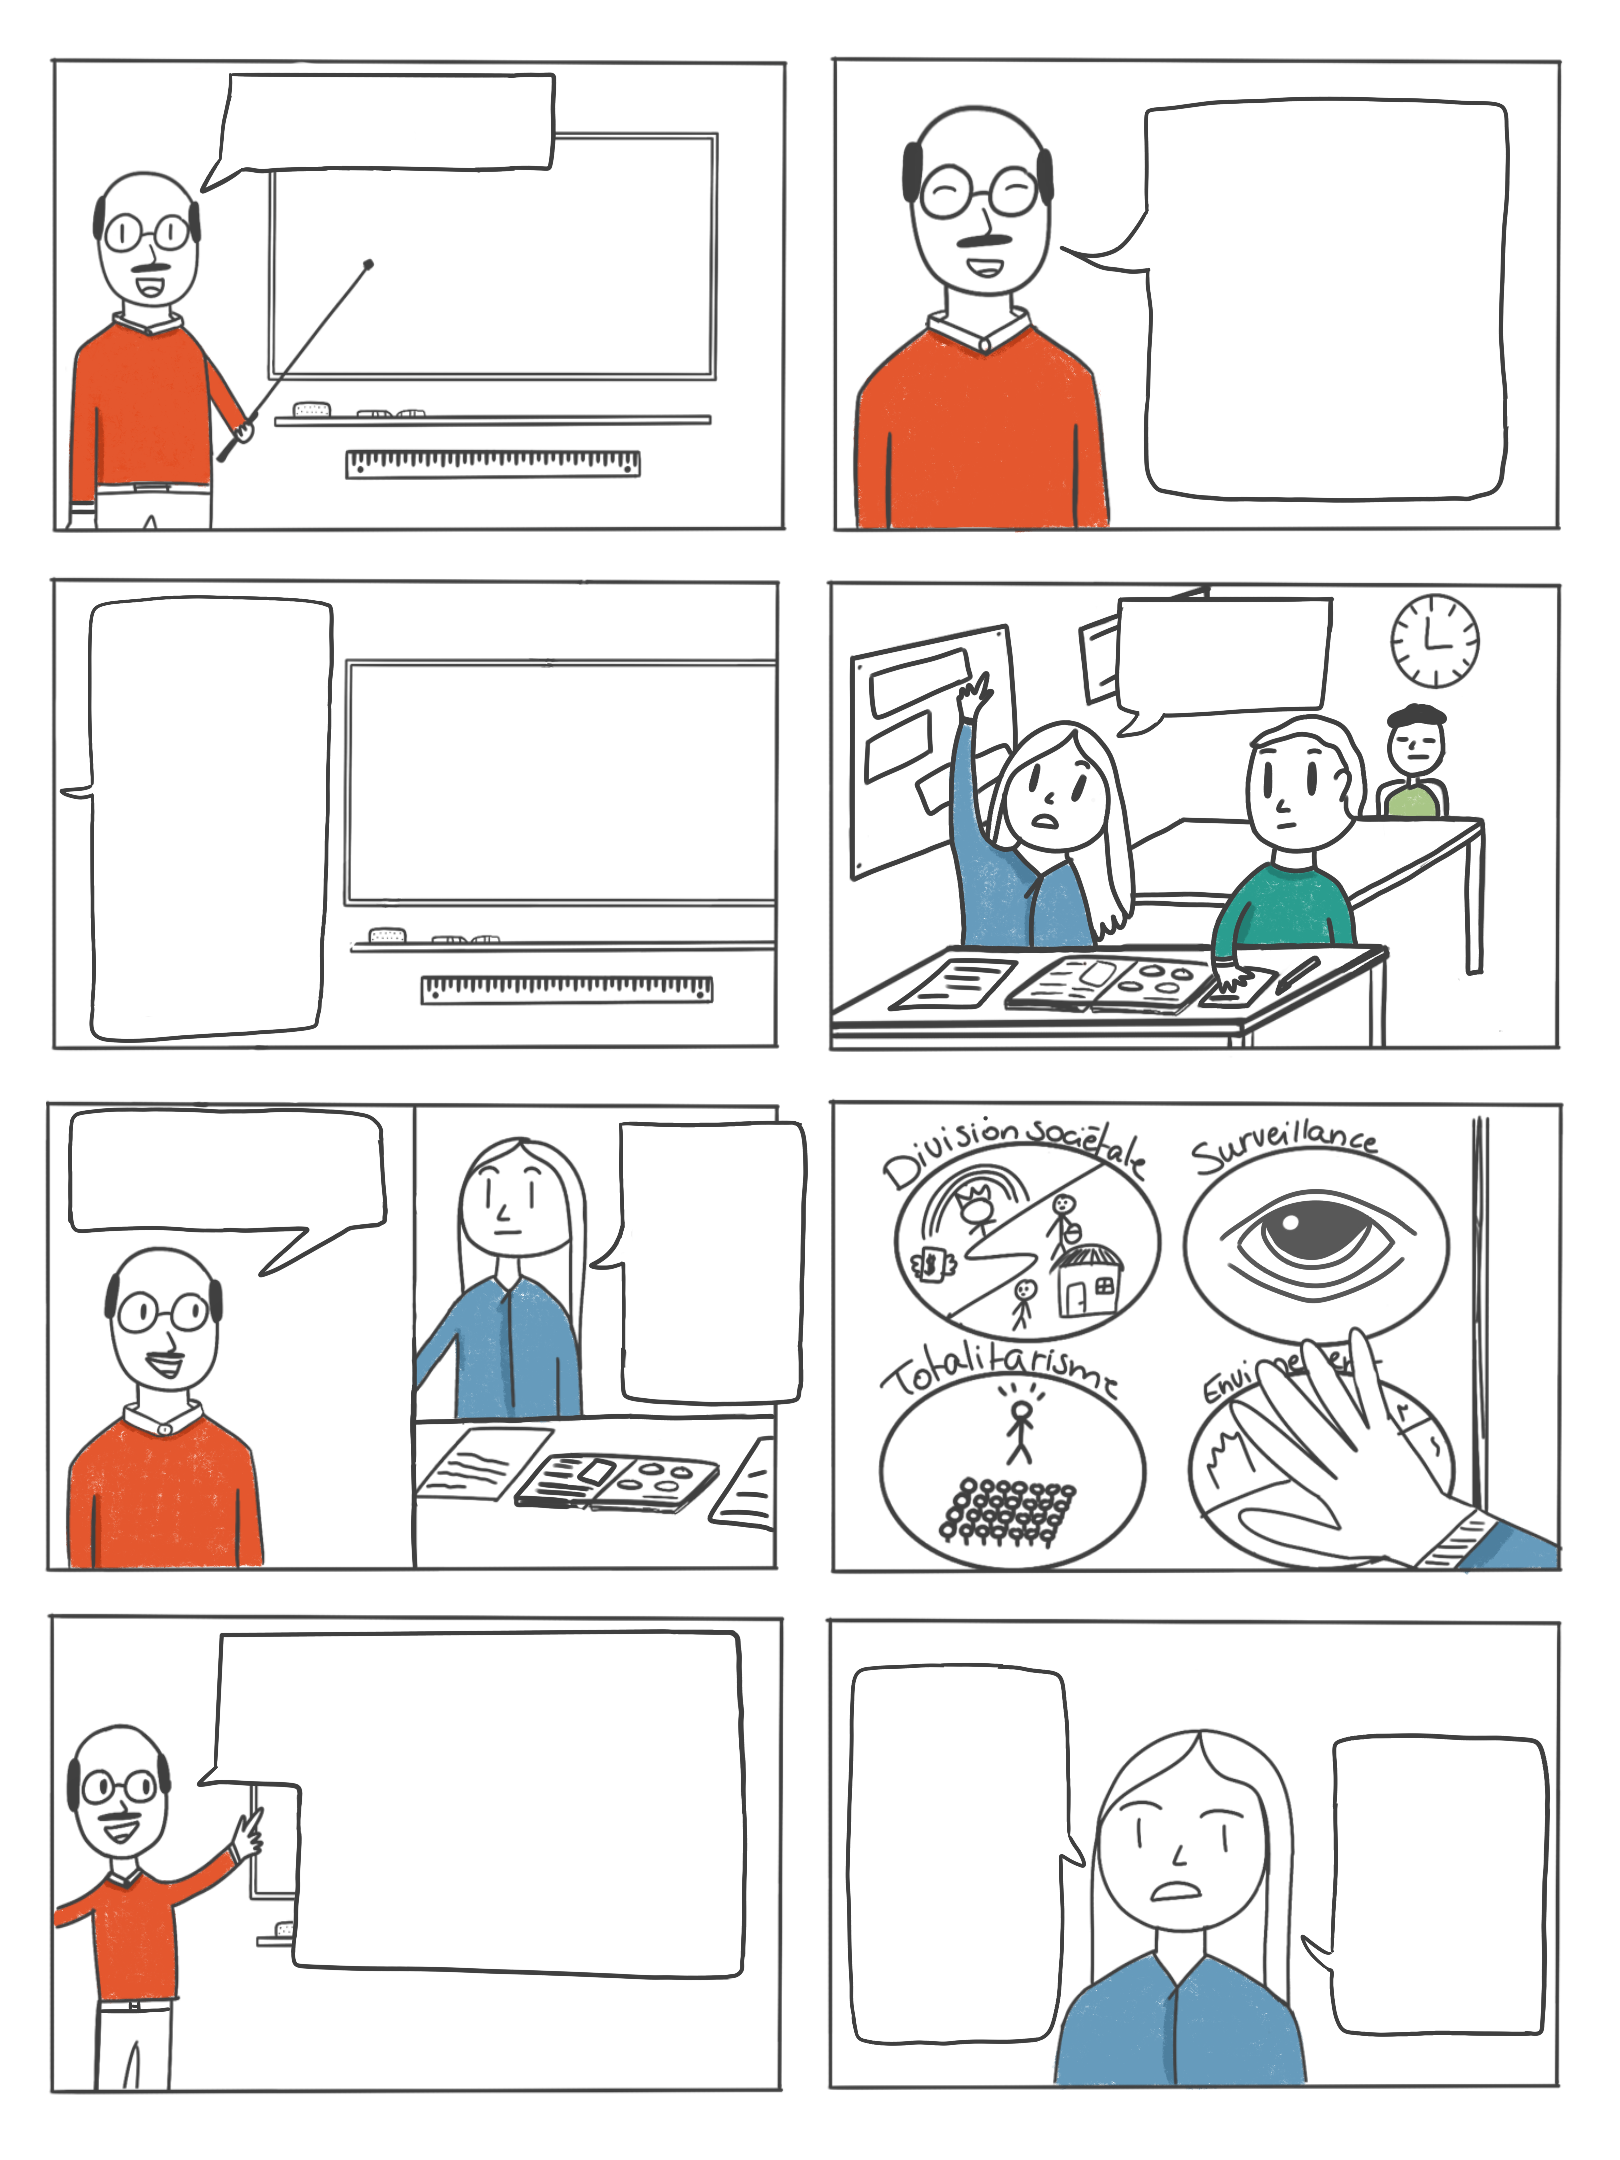 Division sociétale
Surveillance
Totalitarisme